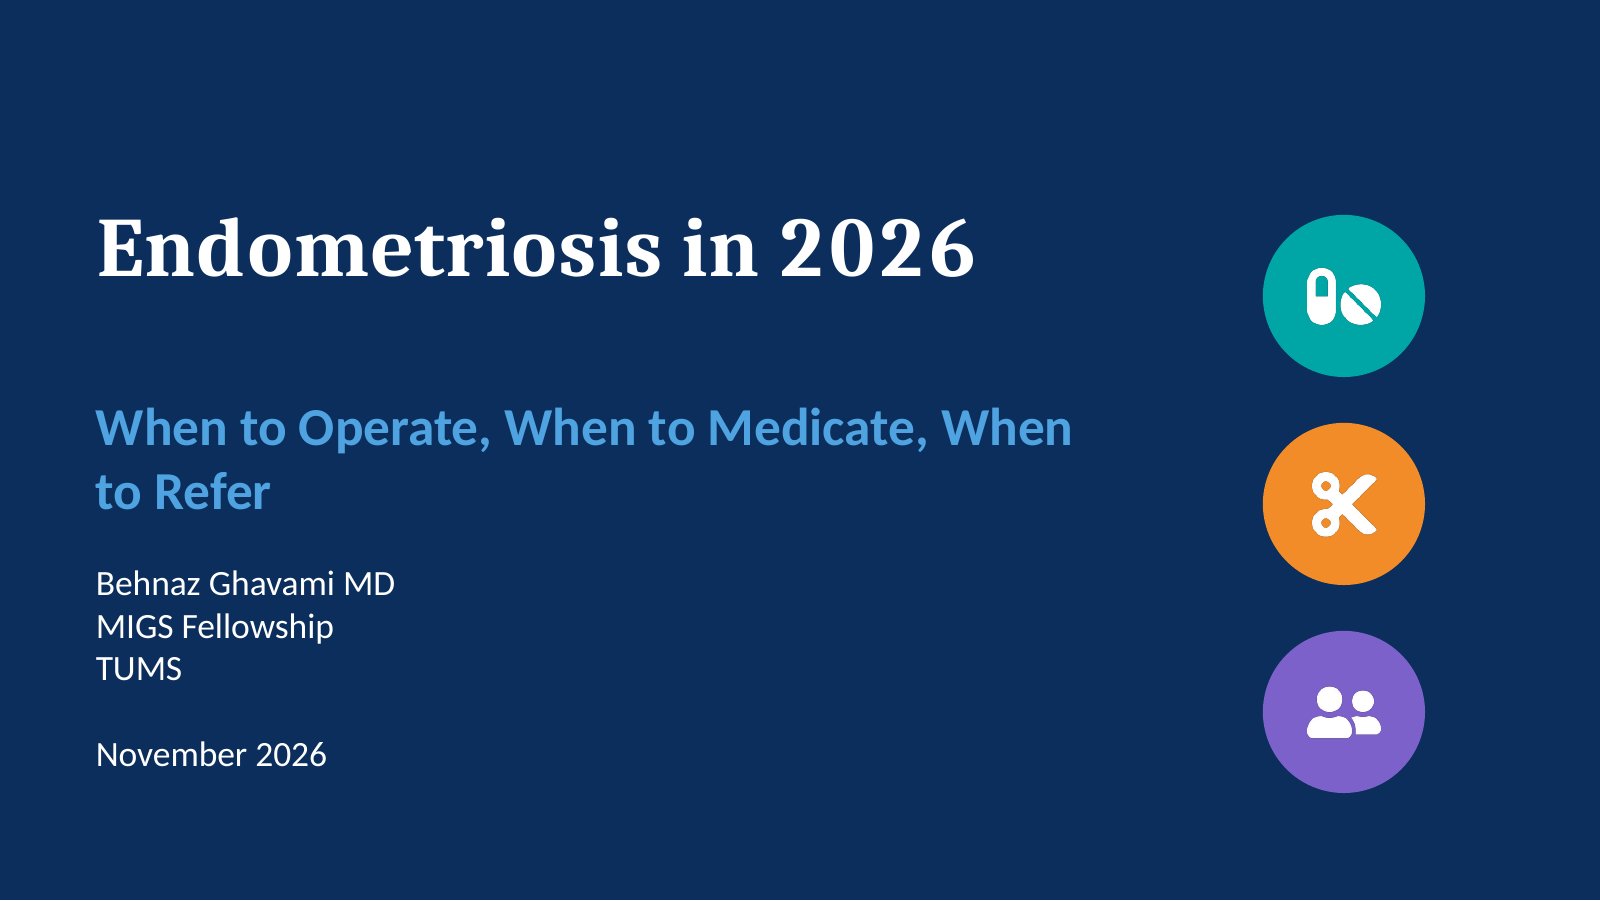 Endometriosis in 2026
When to Operate, When to Medicate, When
to Refer
Behnaz Ghavami MD
MIGS Fellowship
TUMS
November 2026